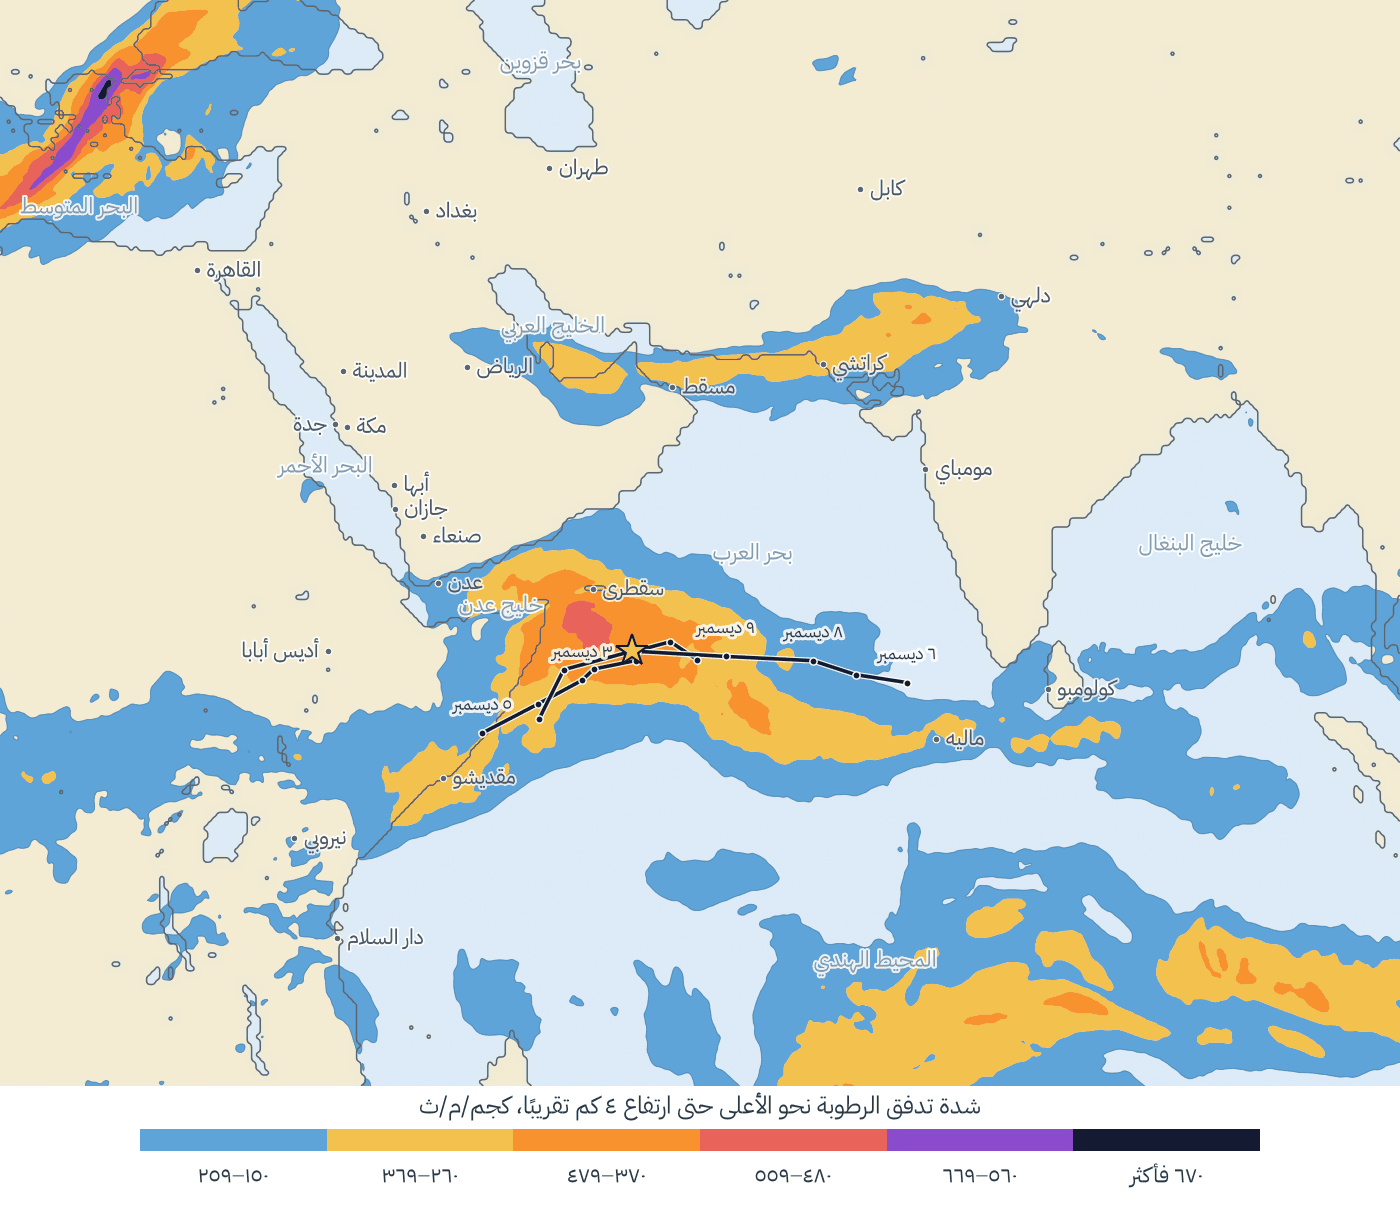 بحر قزوين
طهران
كابل
بغداد
البحر المتوسط
القاهرة
دلهي
الخليج العربي
الرياض
المدينة
كراتشي
مسقط
جدة
مكة
البحر الأحمر
مومباي
أبها
جازان
صنعاء
بحر العرب
خليج البنغال
عدن
سقطرى
خليج عدن
٩ ديسمبر
٨ ديسمبر
٦ ديسمبر
٣ ديسمبر
أديس أبابا
كولومبو
٥ ديسمبر
ماليه
مقديشو
نيروبي
دار السلام
المحيط الهندي
شدة تدفق الرطوبة نحو الأعلى حتى ارتفاع ٤ كم تقريبًا، كجم/م/ث
١٥٠–٢٥٩
٢٦٠–٣٦٩
٣٧٠–٤٧٩
٤٨٠–٥٥٩
٥٦٠–٦٦٩
٦٧٠ فأكثر